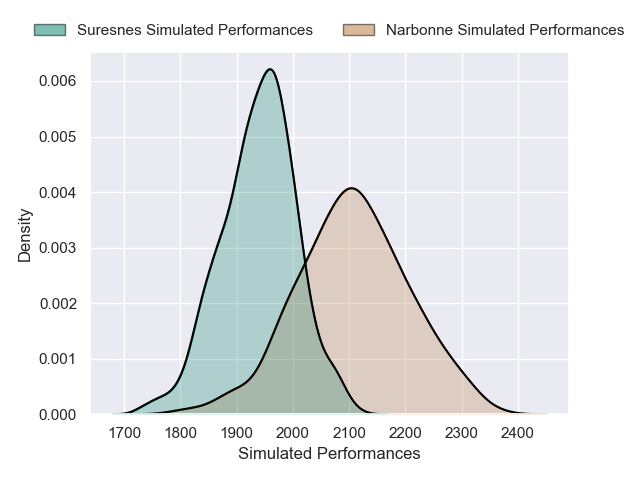 Suresnes Simulated Performances Narbonne Simulated Performances
0.006
0.005
0.004
0.003
0.002
0.001
0.000
Density
1700 1800 1900 2000 2100 2200 2300 2400
Simulated Performances